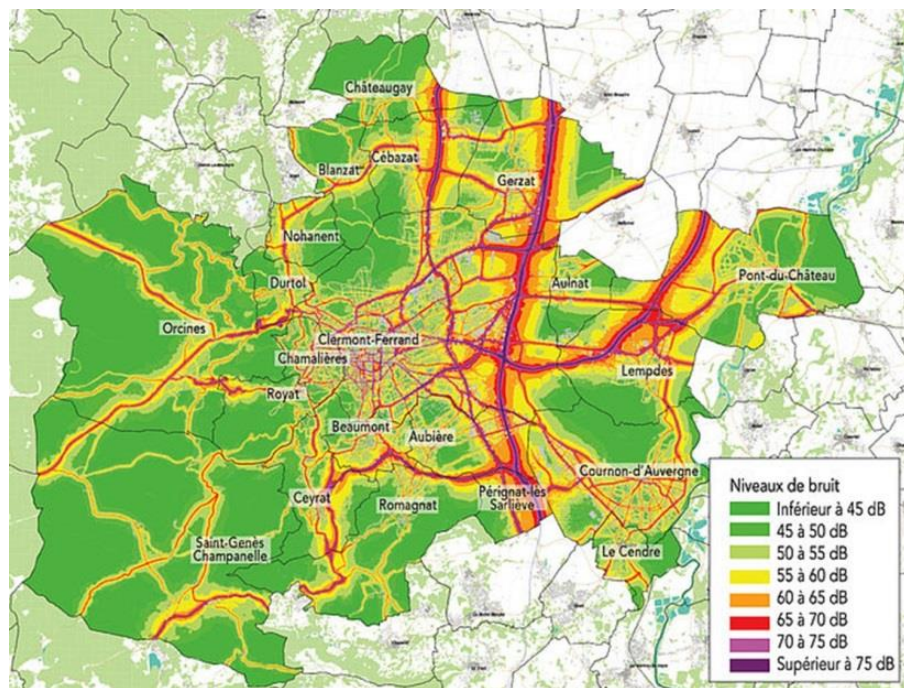 Châteaugay
Cébazat
Blanzat
Gerzat
Nohanent
Durtol
Aulnat
Pont-du-Château
Orcines
Clermont-Ferrand
Chamalières
Lempdes
Royat
Beaumont
Aubière
Cournon-d'Auvergne
Ceyrat
Romagnat
Pérignat-lès
Sarliève
Saint-Genès
Champanelle
Le Cendre
Niveaux de bruit
Inférieur à 45 dB
45 à 50 dB
50 à 55 dB
55 à 60 dB
60 à 65 dB
65 à 70 dB
70 à 75 dB
Supérieur à 75 dB